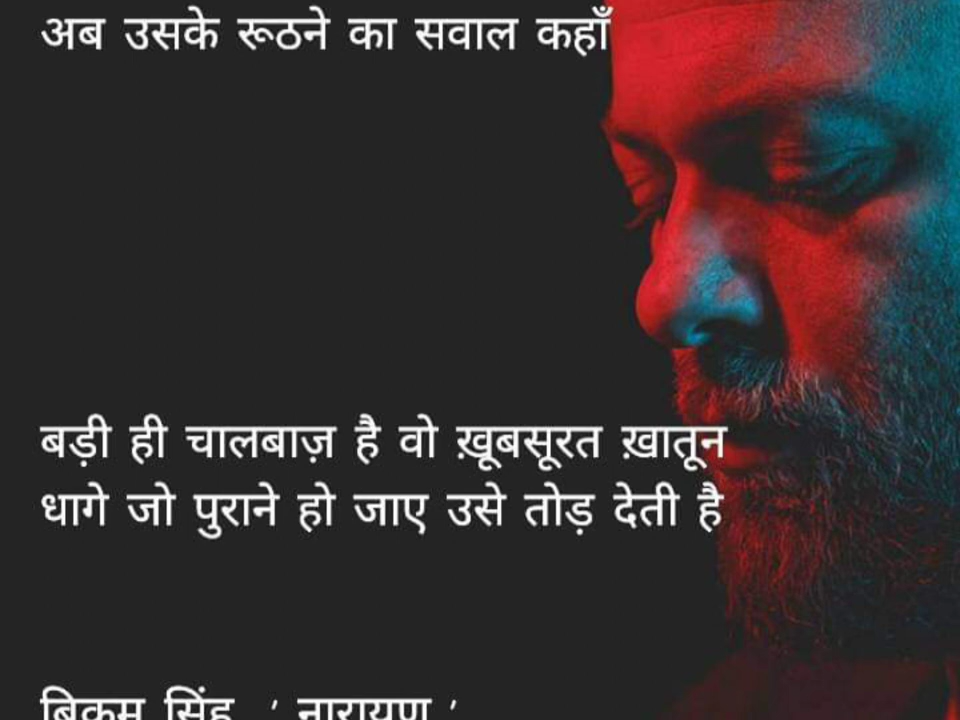 अब उसके रूठने का सवाल कहाँ
बड़ी ही चालबाज़ है वो ख़ूबसूरत ख़ातून
धागे जो पुराने हो जाए उसे तोड़ देती है
बिक्रम सिंह ' नारायण '